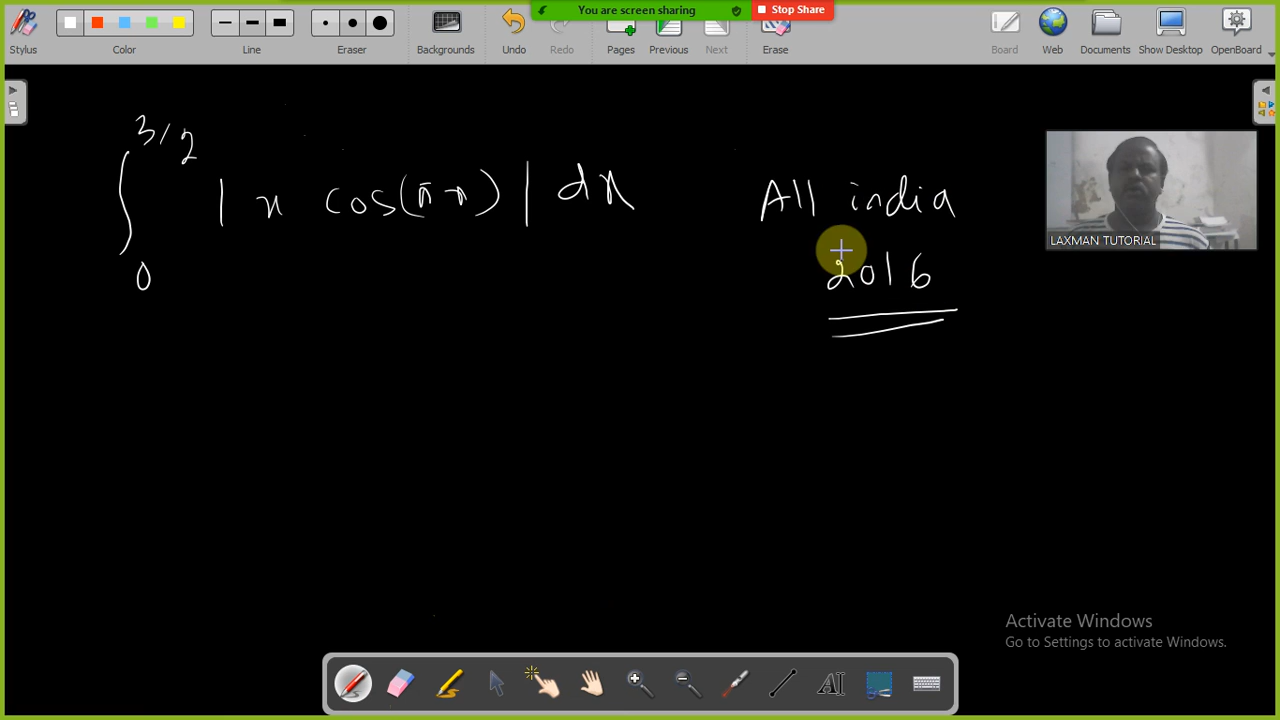 You are screen sharing Stop Share
Stylus Color Line Eraser Backgrounds Undo Redo Pages Previous Next Erase Board Web Documents Show Desktop OpenBoard
∫₀^{3/2} | x cos(πx) | dx
All india
2016
LAXMAN TUTORIAL
Activate Windows
Go to Settings to activate Windows.